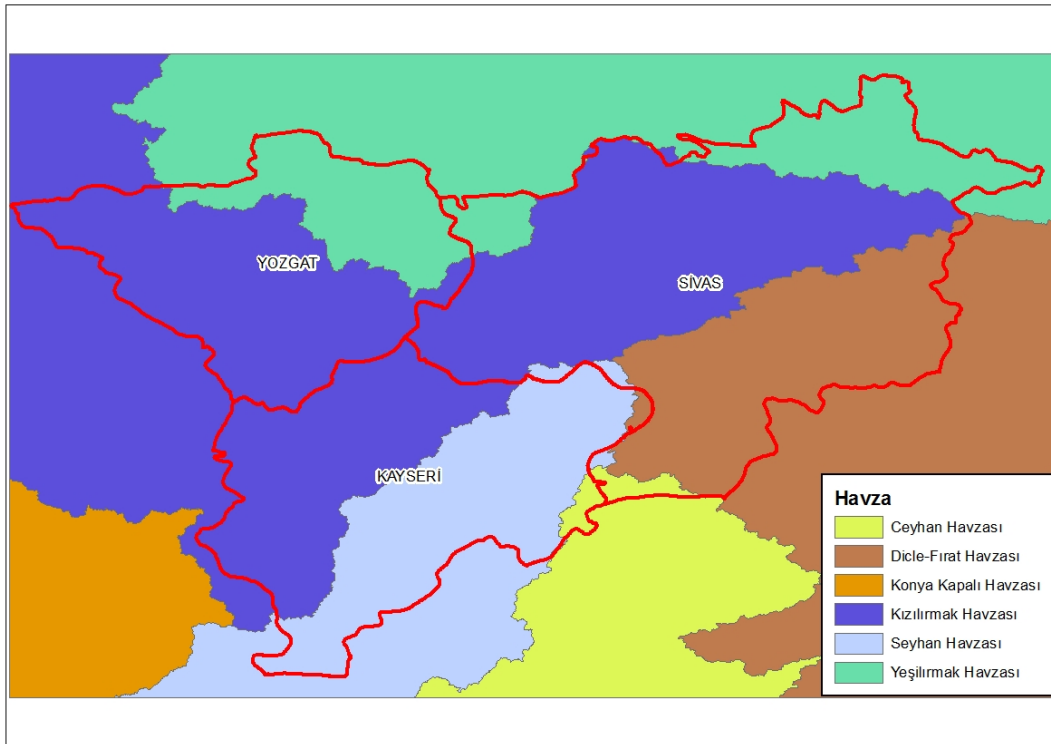 YOZGAT
SİVAS
KAYSERİ
Havza
Ceyhan Havzası
Dicle-Fırat Havzası
Konya Kapalı Havzası
Kızılırmak Havzası
Seyhan Havzası
Yeşilırmak Havzası